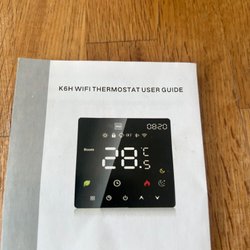 K6H WIFI THERMOSTAT USER GUIDE
08:20
Room
28.5
°C